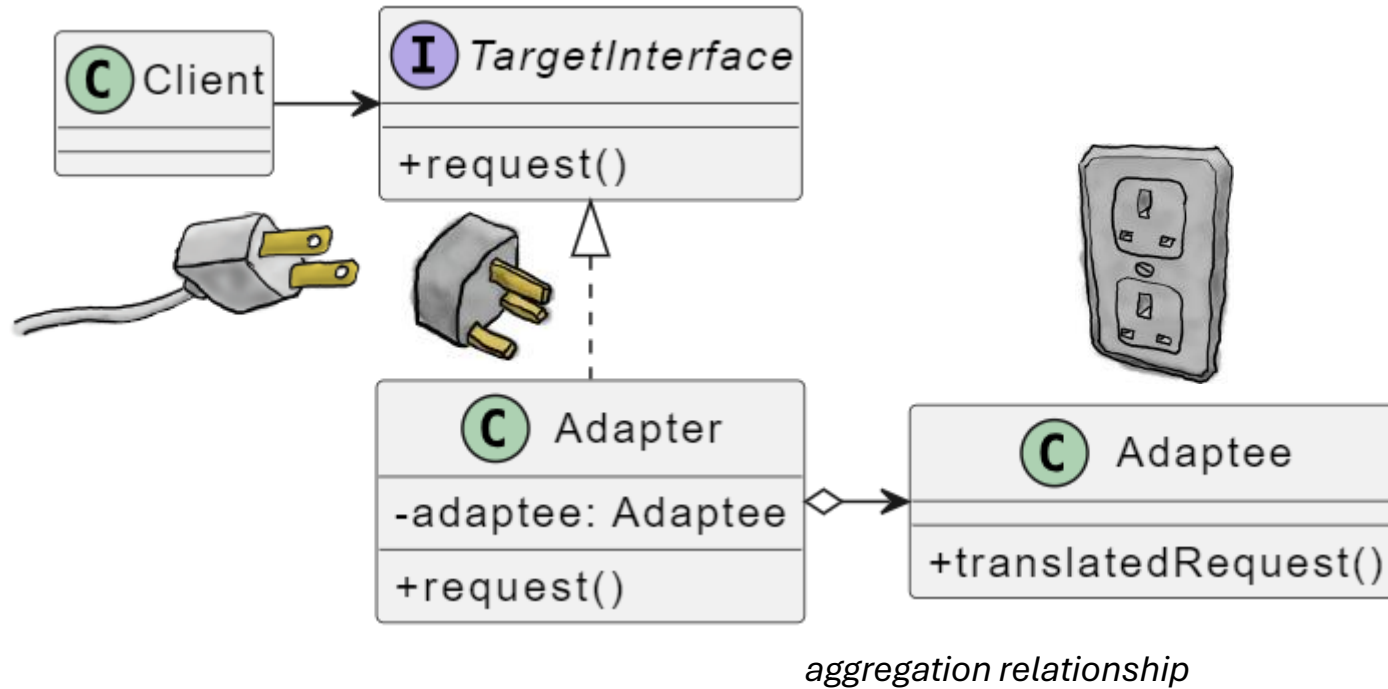 C Client
I TargetInterface
+request()
C Adapter
-adaptee: Adaptee
+request()
C Adaptee
+translatedRequest()
aggregation relationship